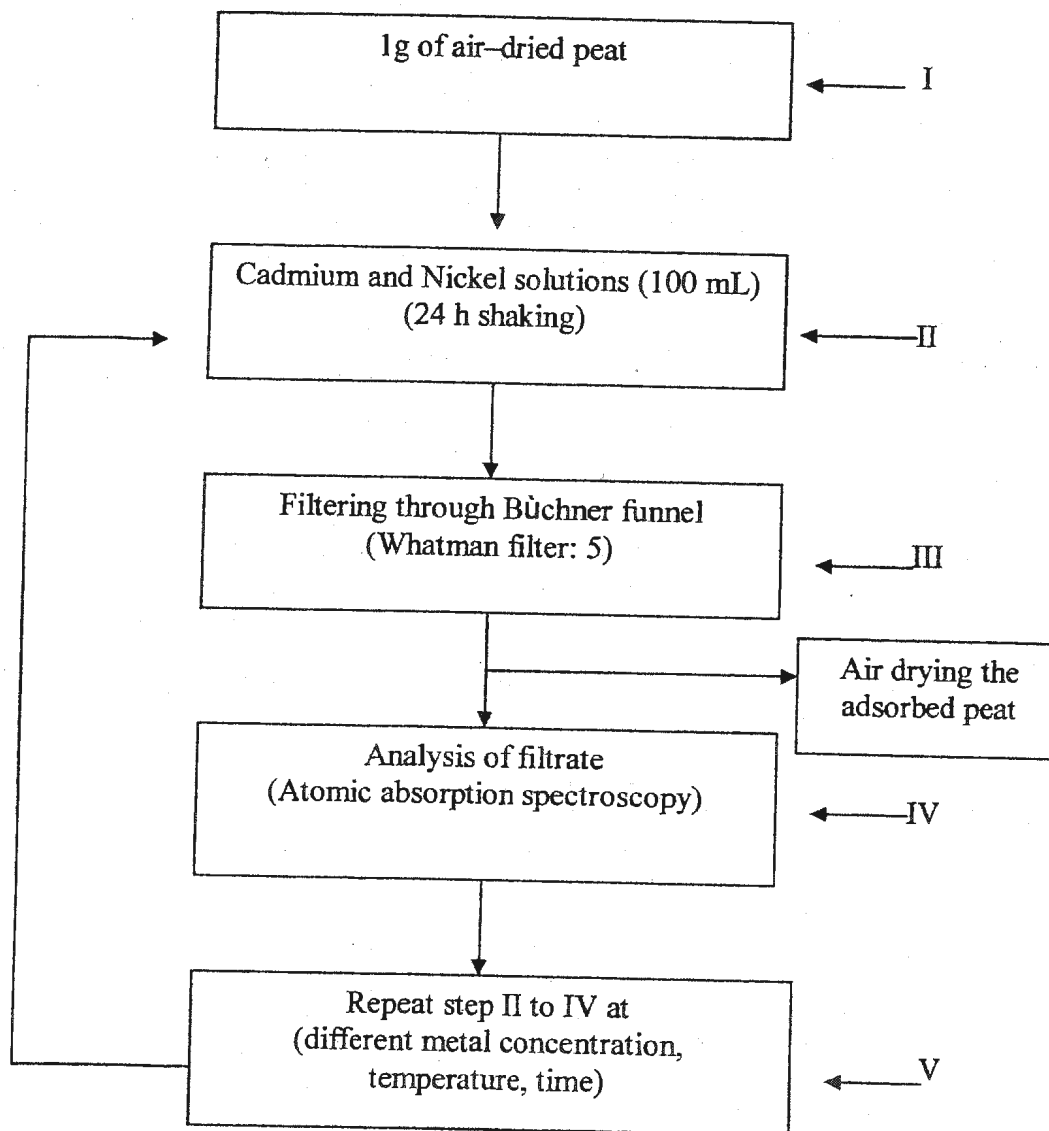 1g of air–dried peat
I
Cadmium and Nickel solutions (100 mL)
(24 h shaking)
II
Filtering through Bùchner funnel
(Whatman filter: 5)
III
Air drying the
adsorbed peat
Analysis of filtrate
(Atomic absorption spectroscopy)
IV
Repeat step II to IV at
(different metal concentration,
temperature, time)
V